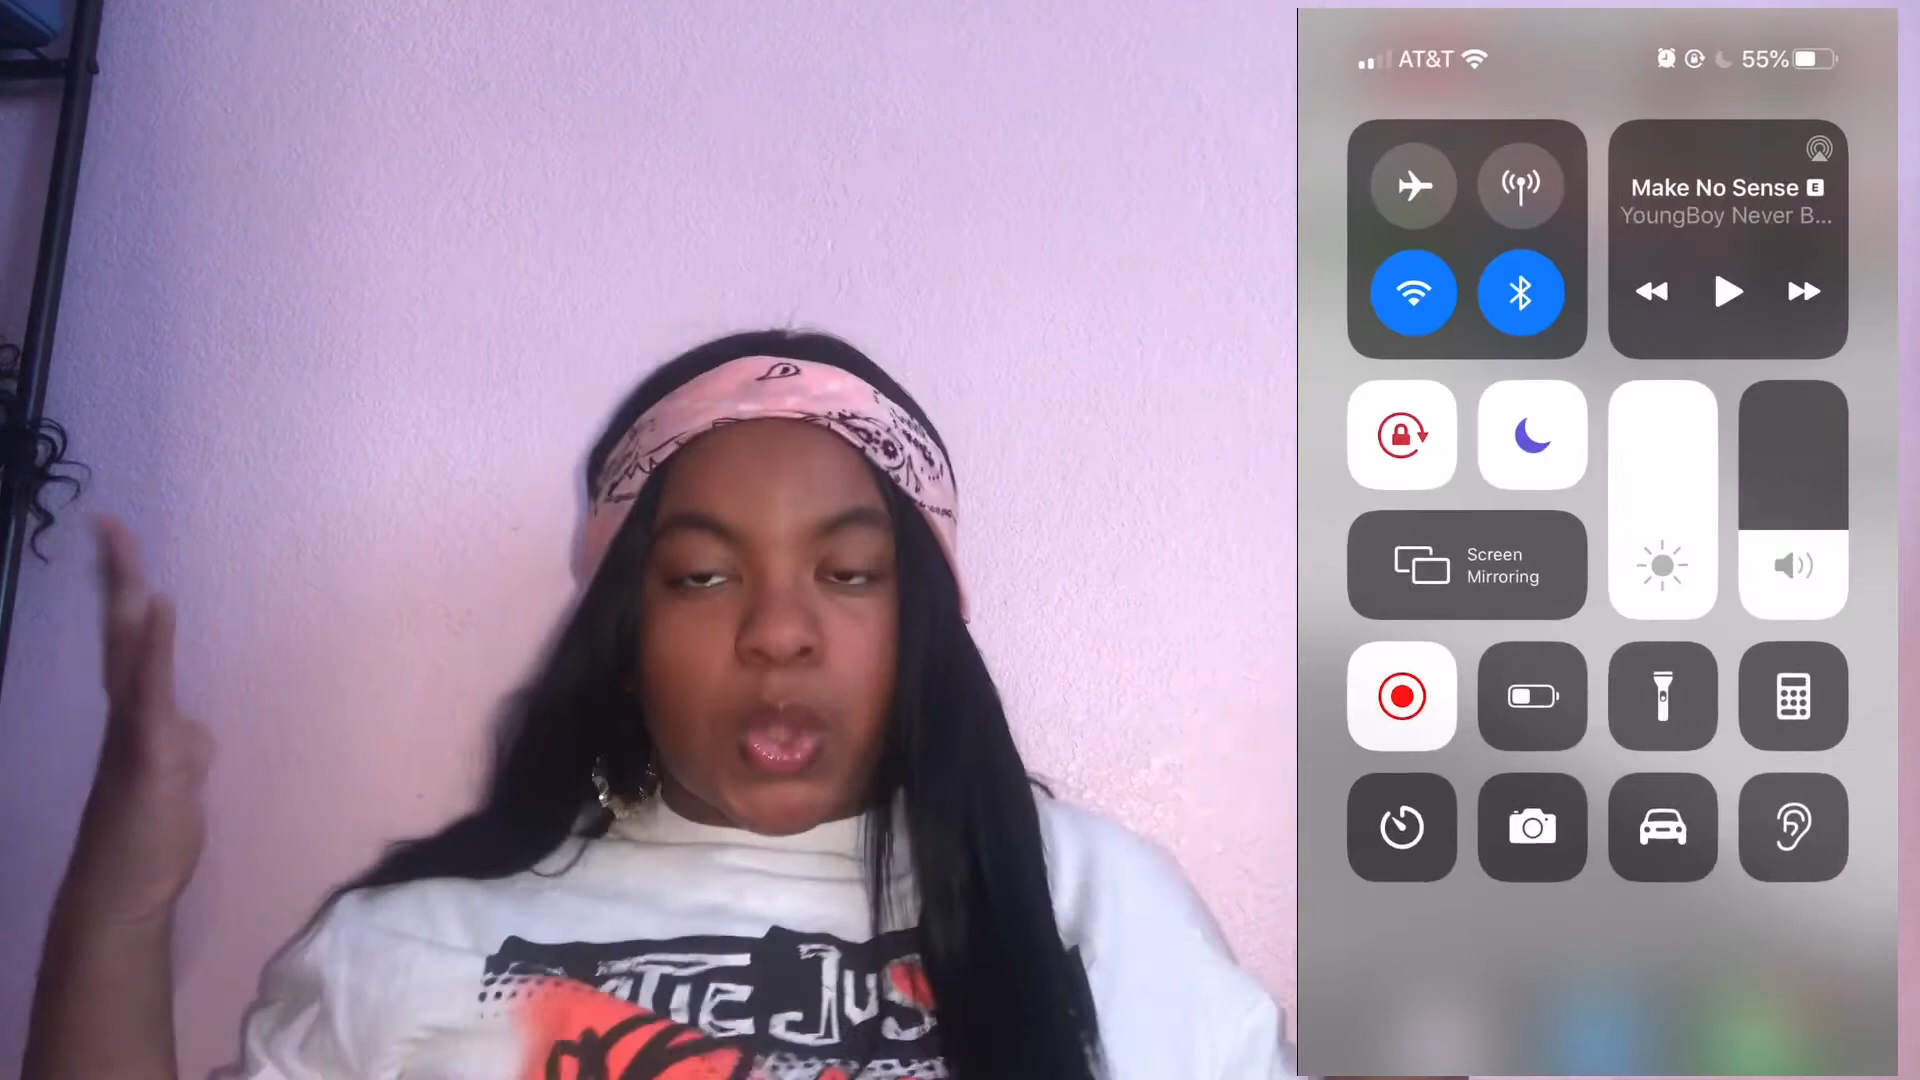 AT&T
55%
Make No Sense E
YoungBoy Never B...
Screen
Mirroring